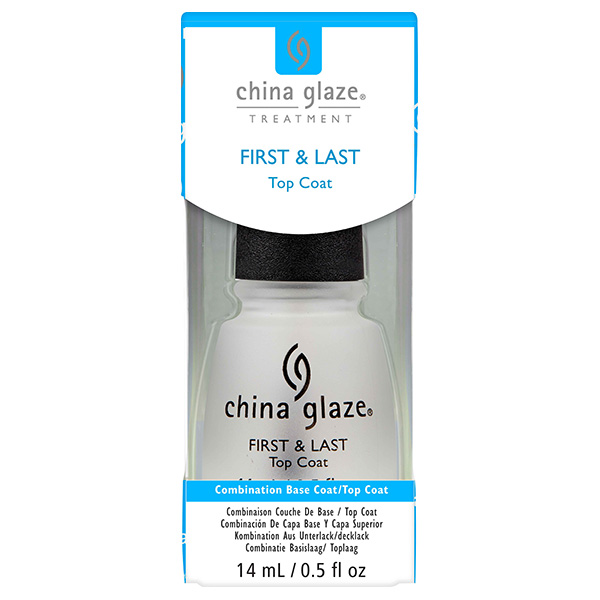 china glaze®
TREATMENT
FIRST & LAST
Top Coat
china glaze®
FIRST & LAST
Top Coat
Combination Base Coat/Top Coat
Combinaison Couche De Base / Top Coat
Combinación De Capa Base Y Capa Superior
Kombination Aus Unterlack/decklack
Combinatie Basislaag/ Toplaag
14 mL / 0.5 fl oz